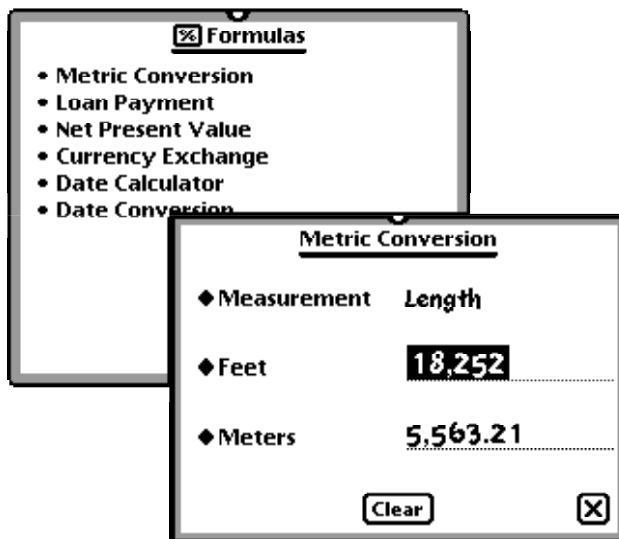 Formulas
• Metric Conversion
• Loan Payment
• Net Present Value
• Currency Exchange
• Date Calculator
• Date Conversion
Metric Conversion
◆ Measurement Length
◆ Feet 18,252
◆ Meters 5,563.21
Clear